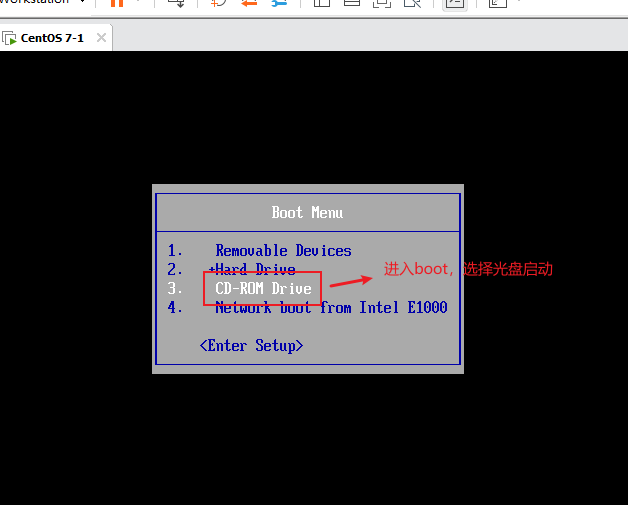 Workstation
CentOS 7-1
Boot Menu
1. Removable Devices
2. +Hard Drive
3. CD-ROM Drive
4. Network boot from Intel E1000
<Enter Setup>
进入boot，选择光盘启动